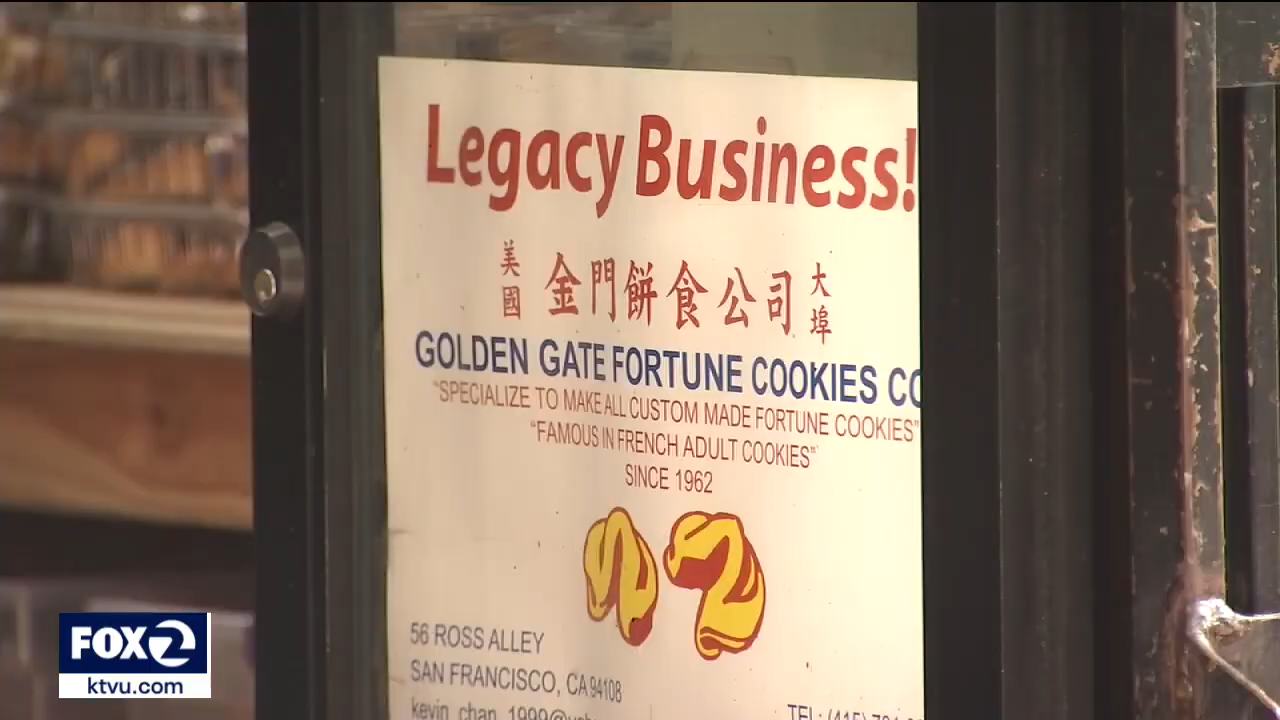 Legacy Business!
美國 金門餅食公司 大埠
GOLDEN GATE FORTUNE COOKIES CO
"SPECIALIZE TO MAKE ALL CUSTOM MADE FORTUNE COOKIES"
"FAMOUS IN FRENCH ADULT COOKIES"
SINCE 1962
56 ROSS ALLEY
SAN FRANCISCO, CA 94108
TEL: (415)
FOX 2
ktvu.com